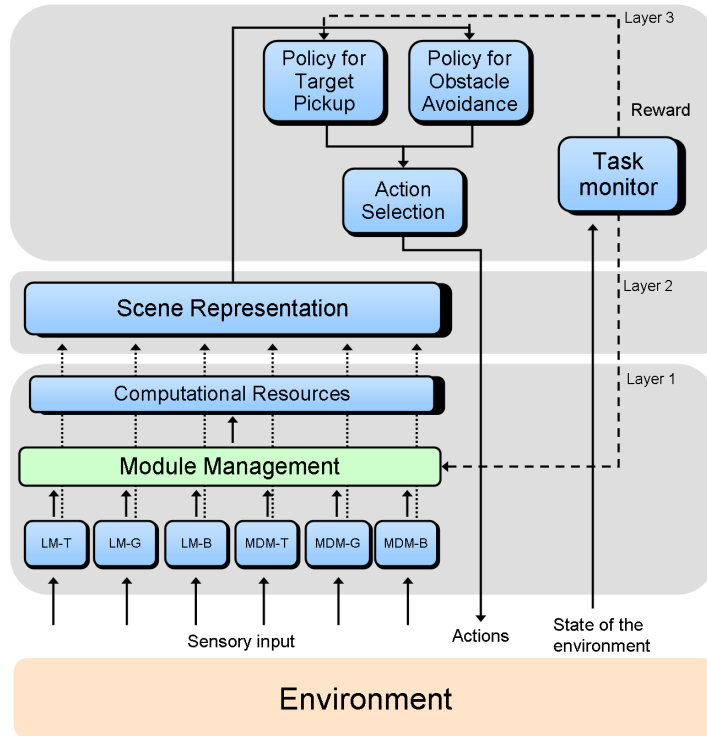 Layer 3
Policy for
Target
Pickup
Policy for
Obstacle
Avoidance
Reward
Task
monitor
Action
Selection
Layer 2
Scene Representation
Layer 1
Computational Resources
Module Management
LM-T
LM-G
LM-B
MDM-T
MDM-G
MDM-B
Sensory input
Actions
State of the
environment
Environment